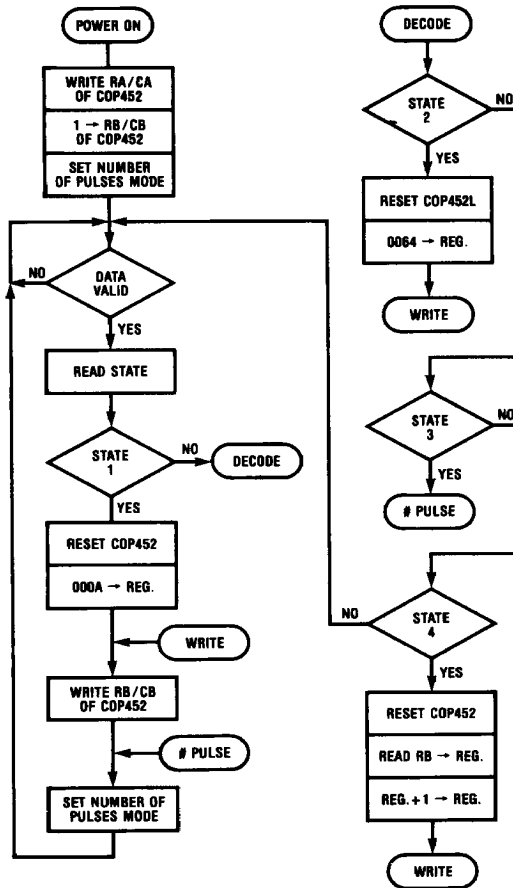 POWER ON
WRITE RA/CA
OF COP452
1 → RB/CB
OF COP452
SET NUMBER
OF PULSES MODE
NO
DATA
VALID
YES
READ STATE
STATE
1
NO
DECODE
YES
RESET COP452
000A → REG.
WRITE
WRITE RB/CB
OF COP452
# PULSE
SET NUMBER OF
PULSES MODE
DECODE
STATE
2
NO
YES
RESET COP452L
0064 → REG.
WRITE
STATE
3
NO
YES
# PULSE
NO
STATE
4
YES
RESET COP452
READ RB → REG.
REG. + 1 → REG.
WRITE